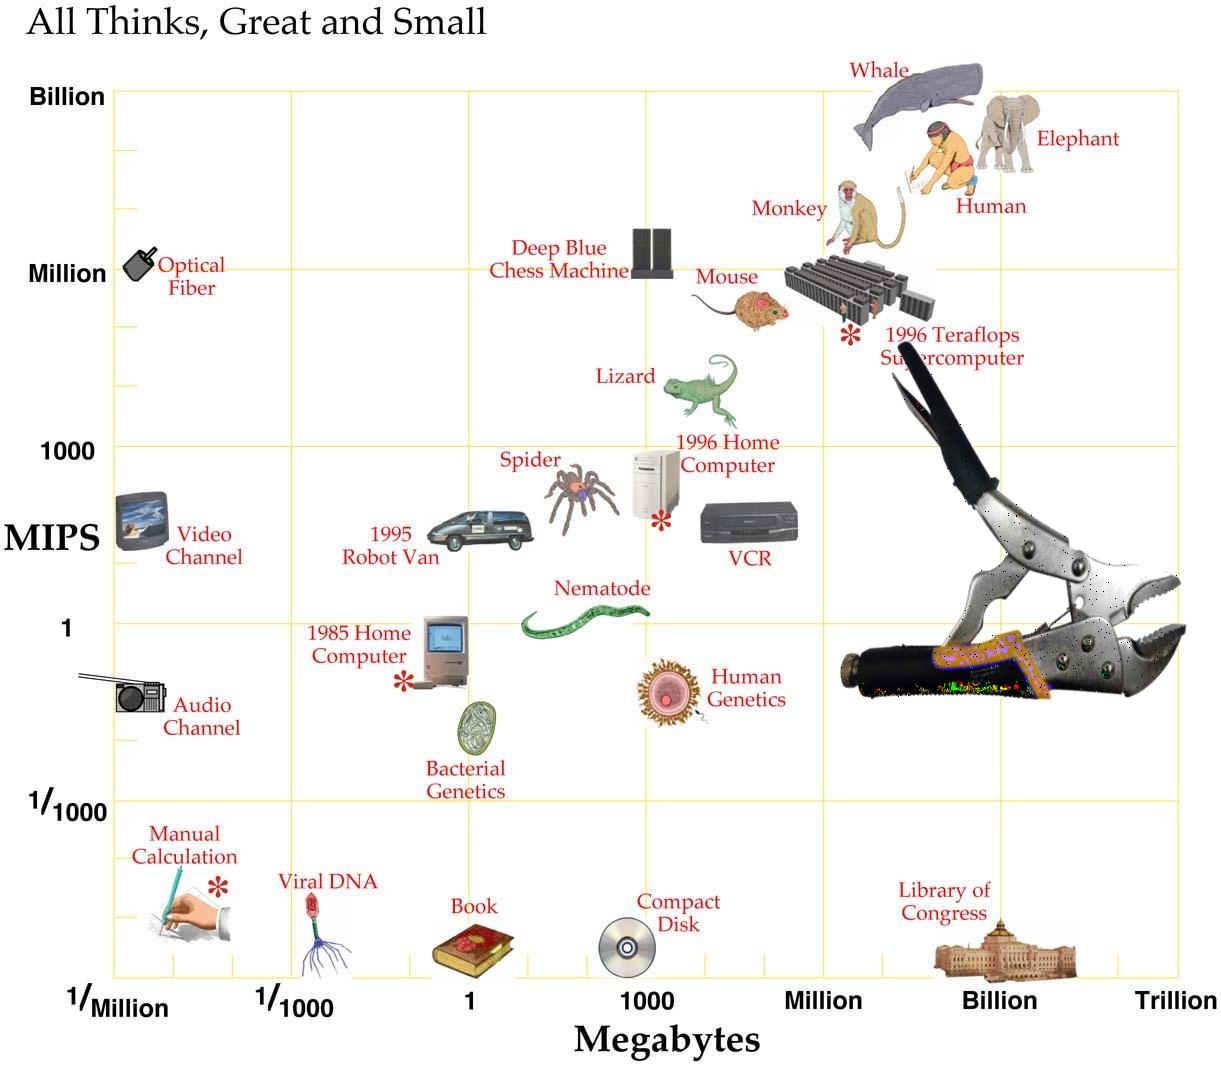 All Thinks, Great and Small
Billion
Whale
Elephant
Monkey
Human
Deep Blue
Chess Machine
Million
Optical
Fiber
Mouse
1996 Teraflops
Supercomputer
Lizard
1000
1996 Home
Computer
Spider
MIPS
Video
Channel
1995
Robot Van
VCR
Nematode
1
1985 Home
Computer
Human
Genetics
Audio
Channel
Bacterial
Genetics
1/1000
Manual
Calculation
Viral DNA
Book
Compact
Disk
Library of
Congress
1/Million
1/1000
1
1000
Million
Billion
Trillion
Megabytes